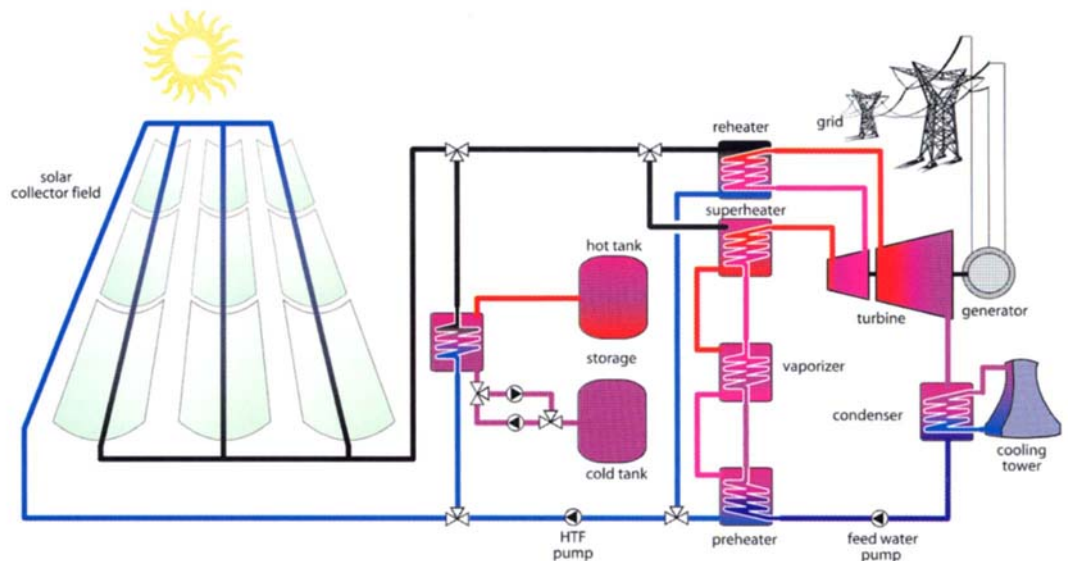 grid
reheater
solar
collector field
superheater
hot tank
generator
turbine
storage
vaporizer
condenser
cooling
tower
cold tank
HTF
pump
preheater
feed water
pump